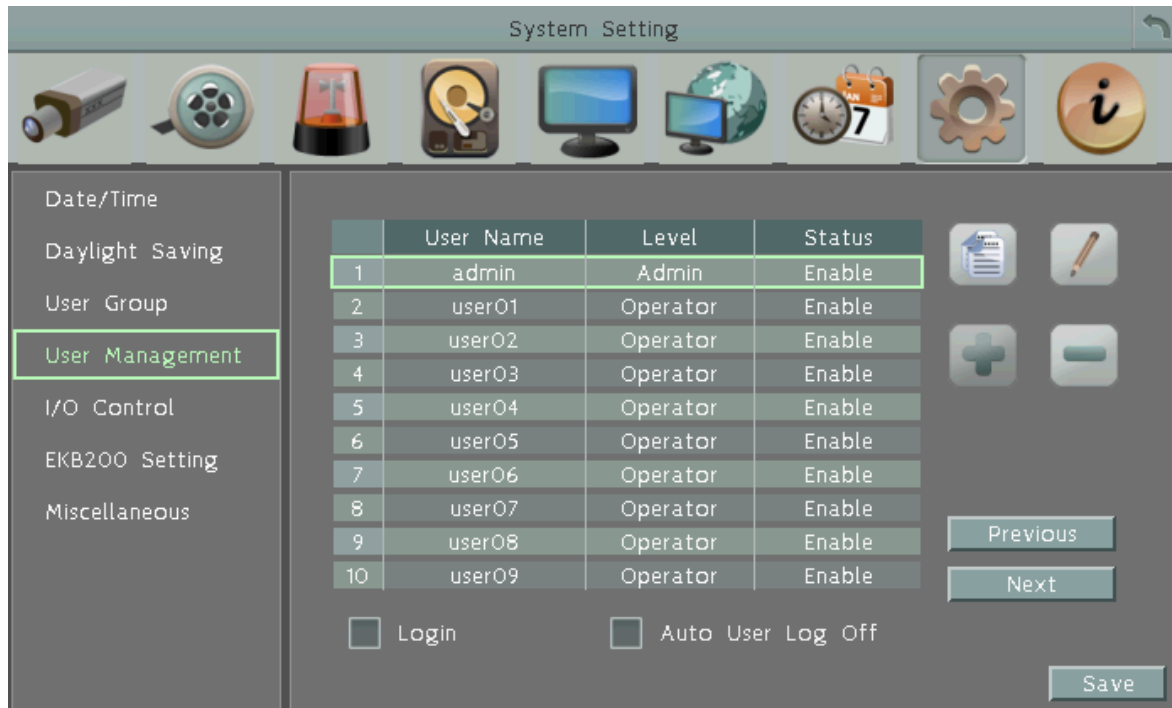 System Setting
JAN
7
i
Date/Time
Daylight Saving
User Group
User Management
I/O Control
EKB200 Setting
Miscellaneous
User Name Level Status
1 admin Admin Enable
2 user01 Operator Enable
3 user02 Operator Enable
4 user03 Operator Enable
5 user04 Operator Enable
6 user05 Operator Enable
7 user06 Operator Enable
8 user07 Operator Enable
9 user08 Operator Enable
10 user09 Operator Enable
Previous
Next
Login Auto User Log Off
Save